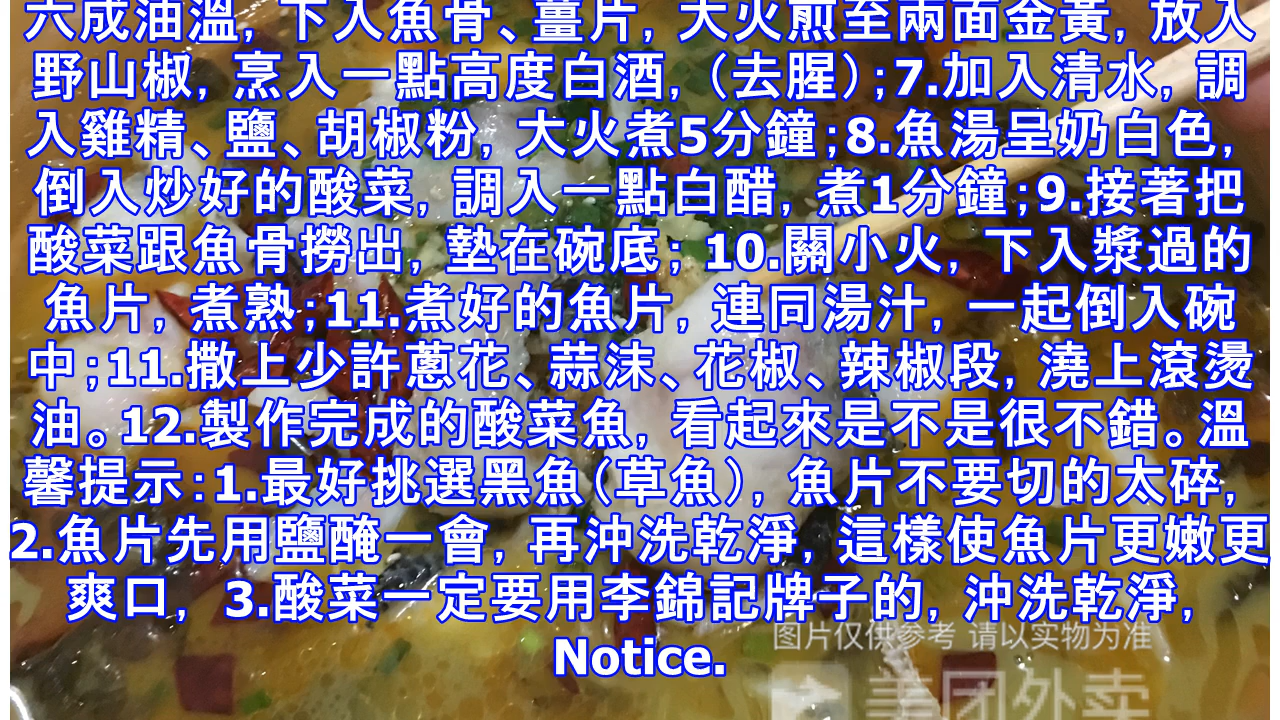 六成油溫, 下入魚骨、薑片, 大火煎至兩面金黃, 放入
野山椒, 烹入一點高度白酒, (去腥);7.加入清水, 調
入雞精、鹽、胡椒粉, 大火煮5分鐘;8.魚湯呈奶白色,
倒入炒好的酸菜, 調入一點白醋, 煮1分鐘;9.接著把
酸菜跟魚骨撈出, 墊在碗底; 10.關小火, 下入漿過的
魚片, 煮熟;11.煮好的魚片, 連同湯汁, 一起倒入碗
中;11.撒上少許蔥花、蒜沫、花椒、辣椒段, 澆上滾燙
油。12.製作完成的酸菜魚, 看起來是不是很不錯。溫
馨提示:1.最好挑選黑魚(草魚), 魚片不要切的太碎,
2.魚片先用鹽醃一會, 再沖洗乾淨, 這樣使魚片更嫩更
爽口, 3.酸菜一定要用李錦記牌子的, 沖洗乾淨,
Notice.
图片仅供参考 请以实物为准
美团外卖